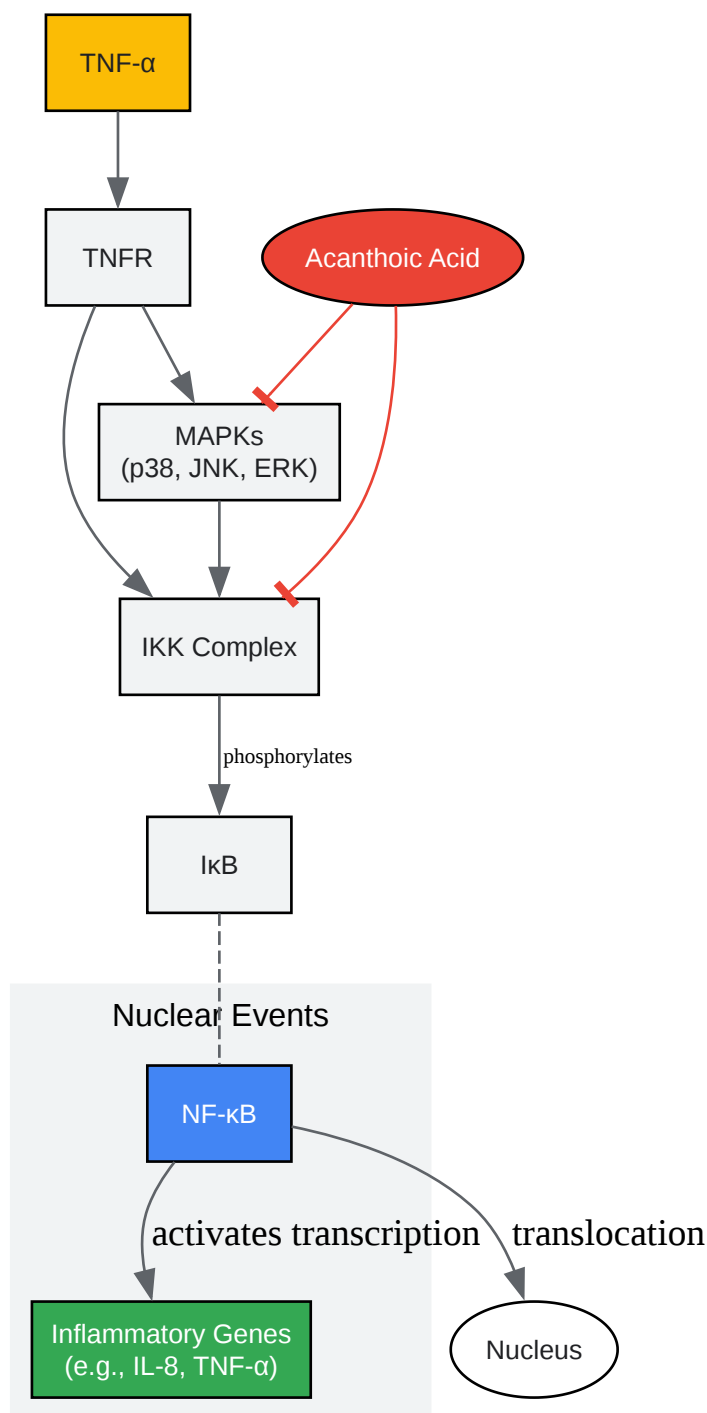 TNF-α
TNFR
Acanthoic Acid
MAPKs
(p38, JNK, ERK)
IKK Complex
phosphorylates
IκB
Nuclear Events
NF-κB
activates transcription
translocation
Inflammatory Genes
(e.g., IL-8, TNF-α)
Nucleus